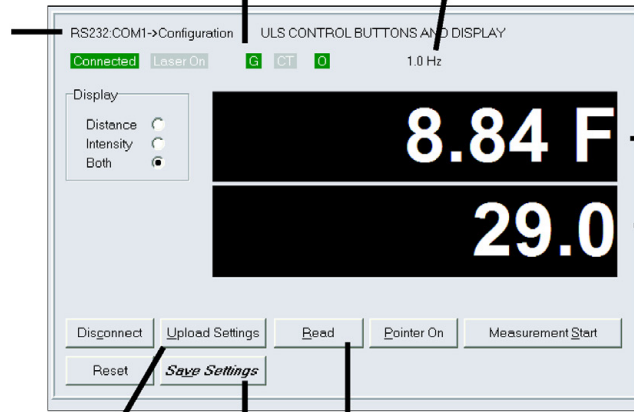 RS232:COM1->Configuration ULS CONTROL BUTTONS AND DISPLAY
Connected Laser On G CT O 1.0 Hz
Display
Distance
Intensity
Both
8.84 F
29.0
Disconnect Upload Settings Read Pointer On Measurement Start
Reset Save Settings